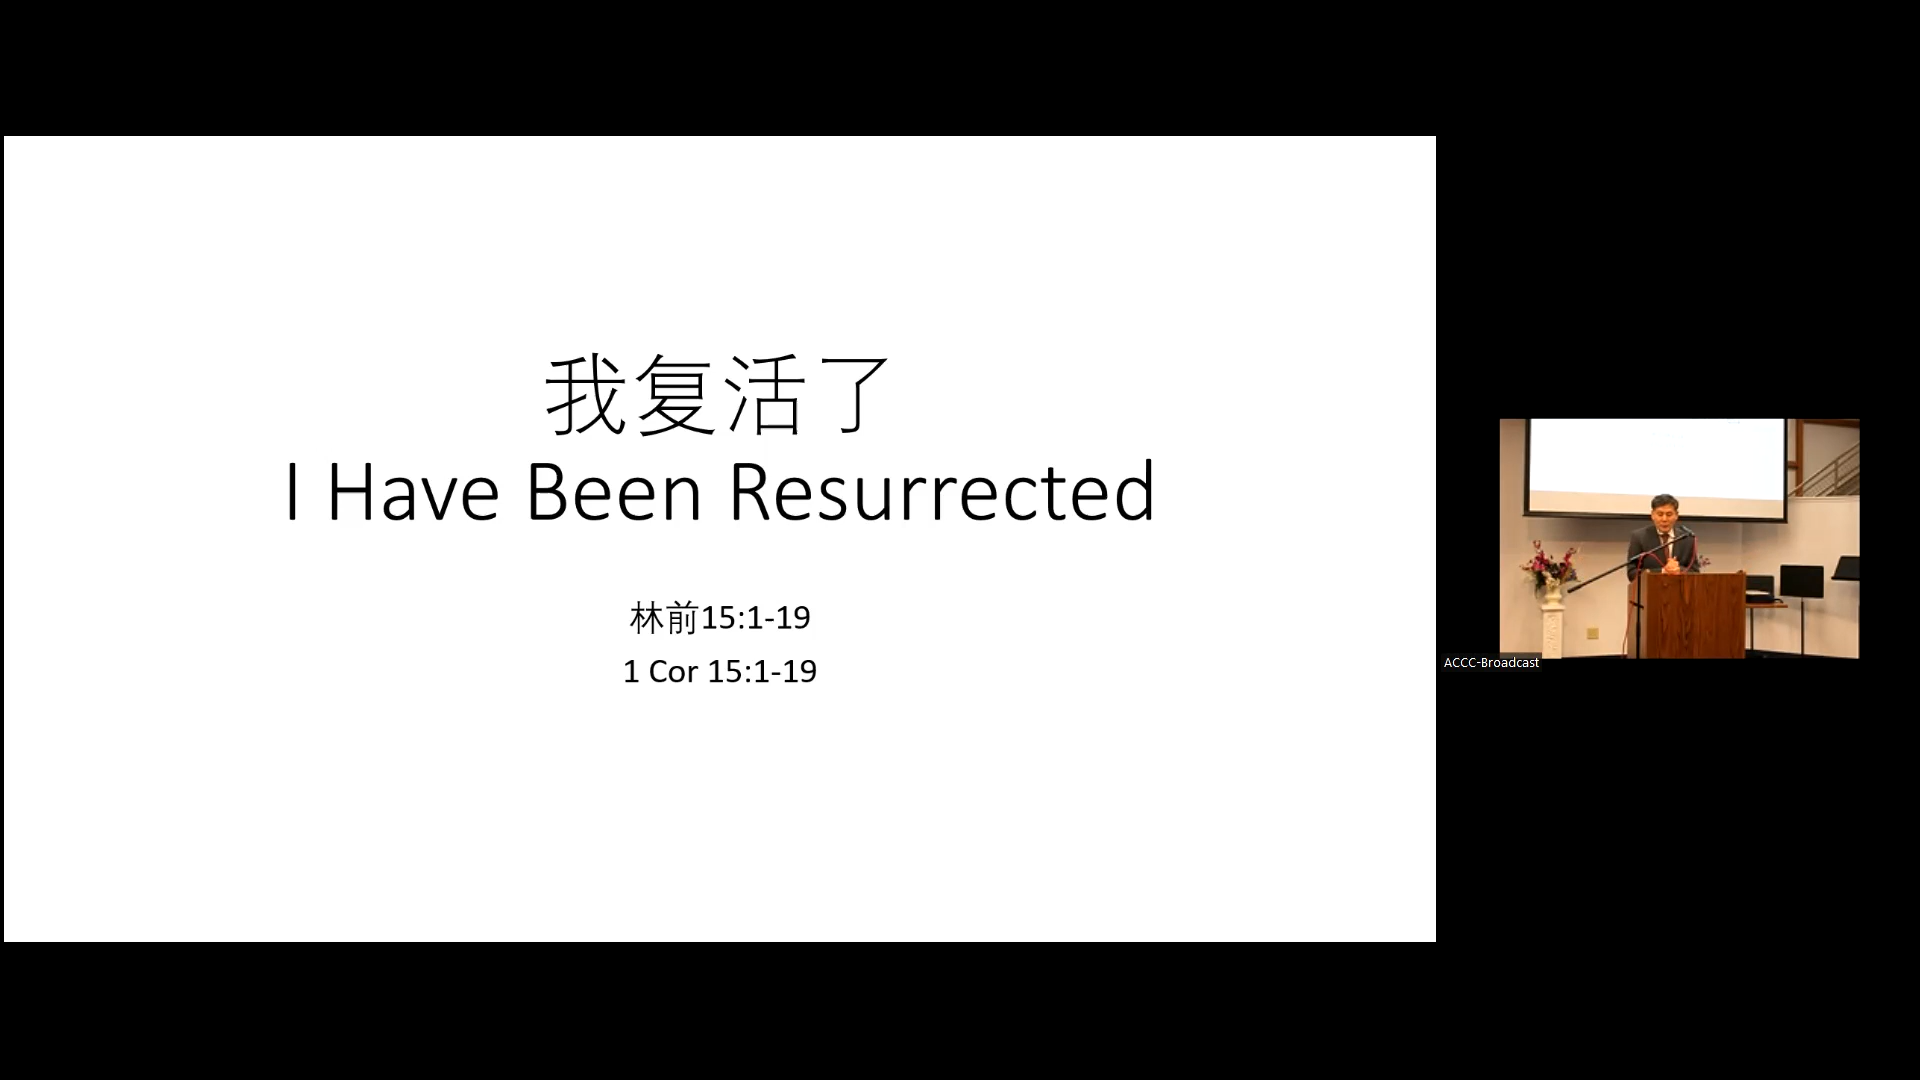 我复活了
I Have Been Resurrected
林前15:1-19
1 Cor 15:1-19
ACCC-Broadcast